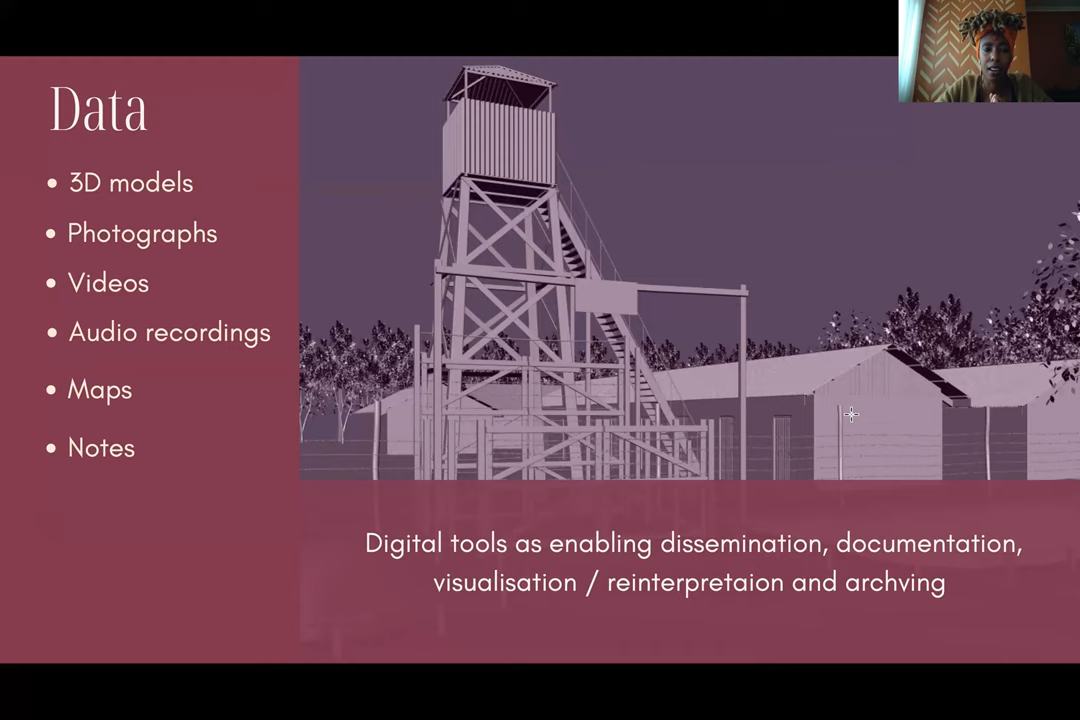 Data
3D models
Photographs
Videos
Audio recordings
Maps
Notes
Digital tools as enabling dissemination, documentation,
visualisation / reinterpretaion and archving